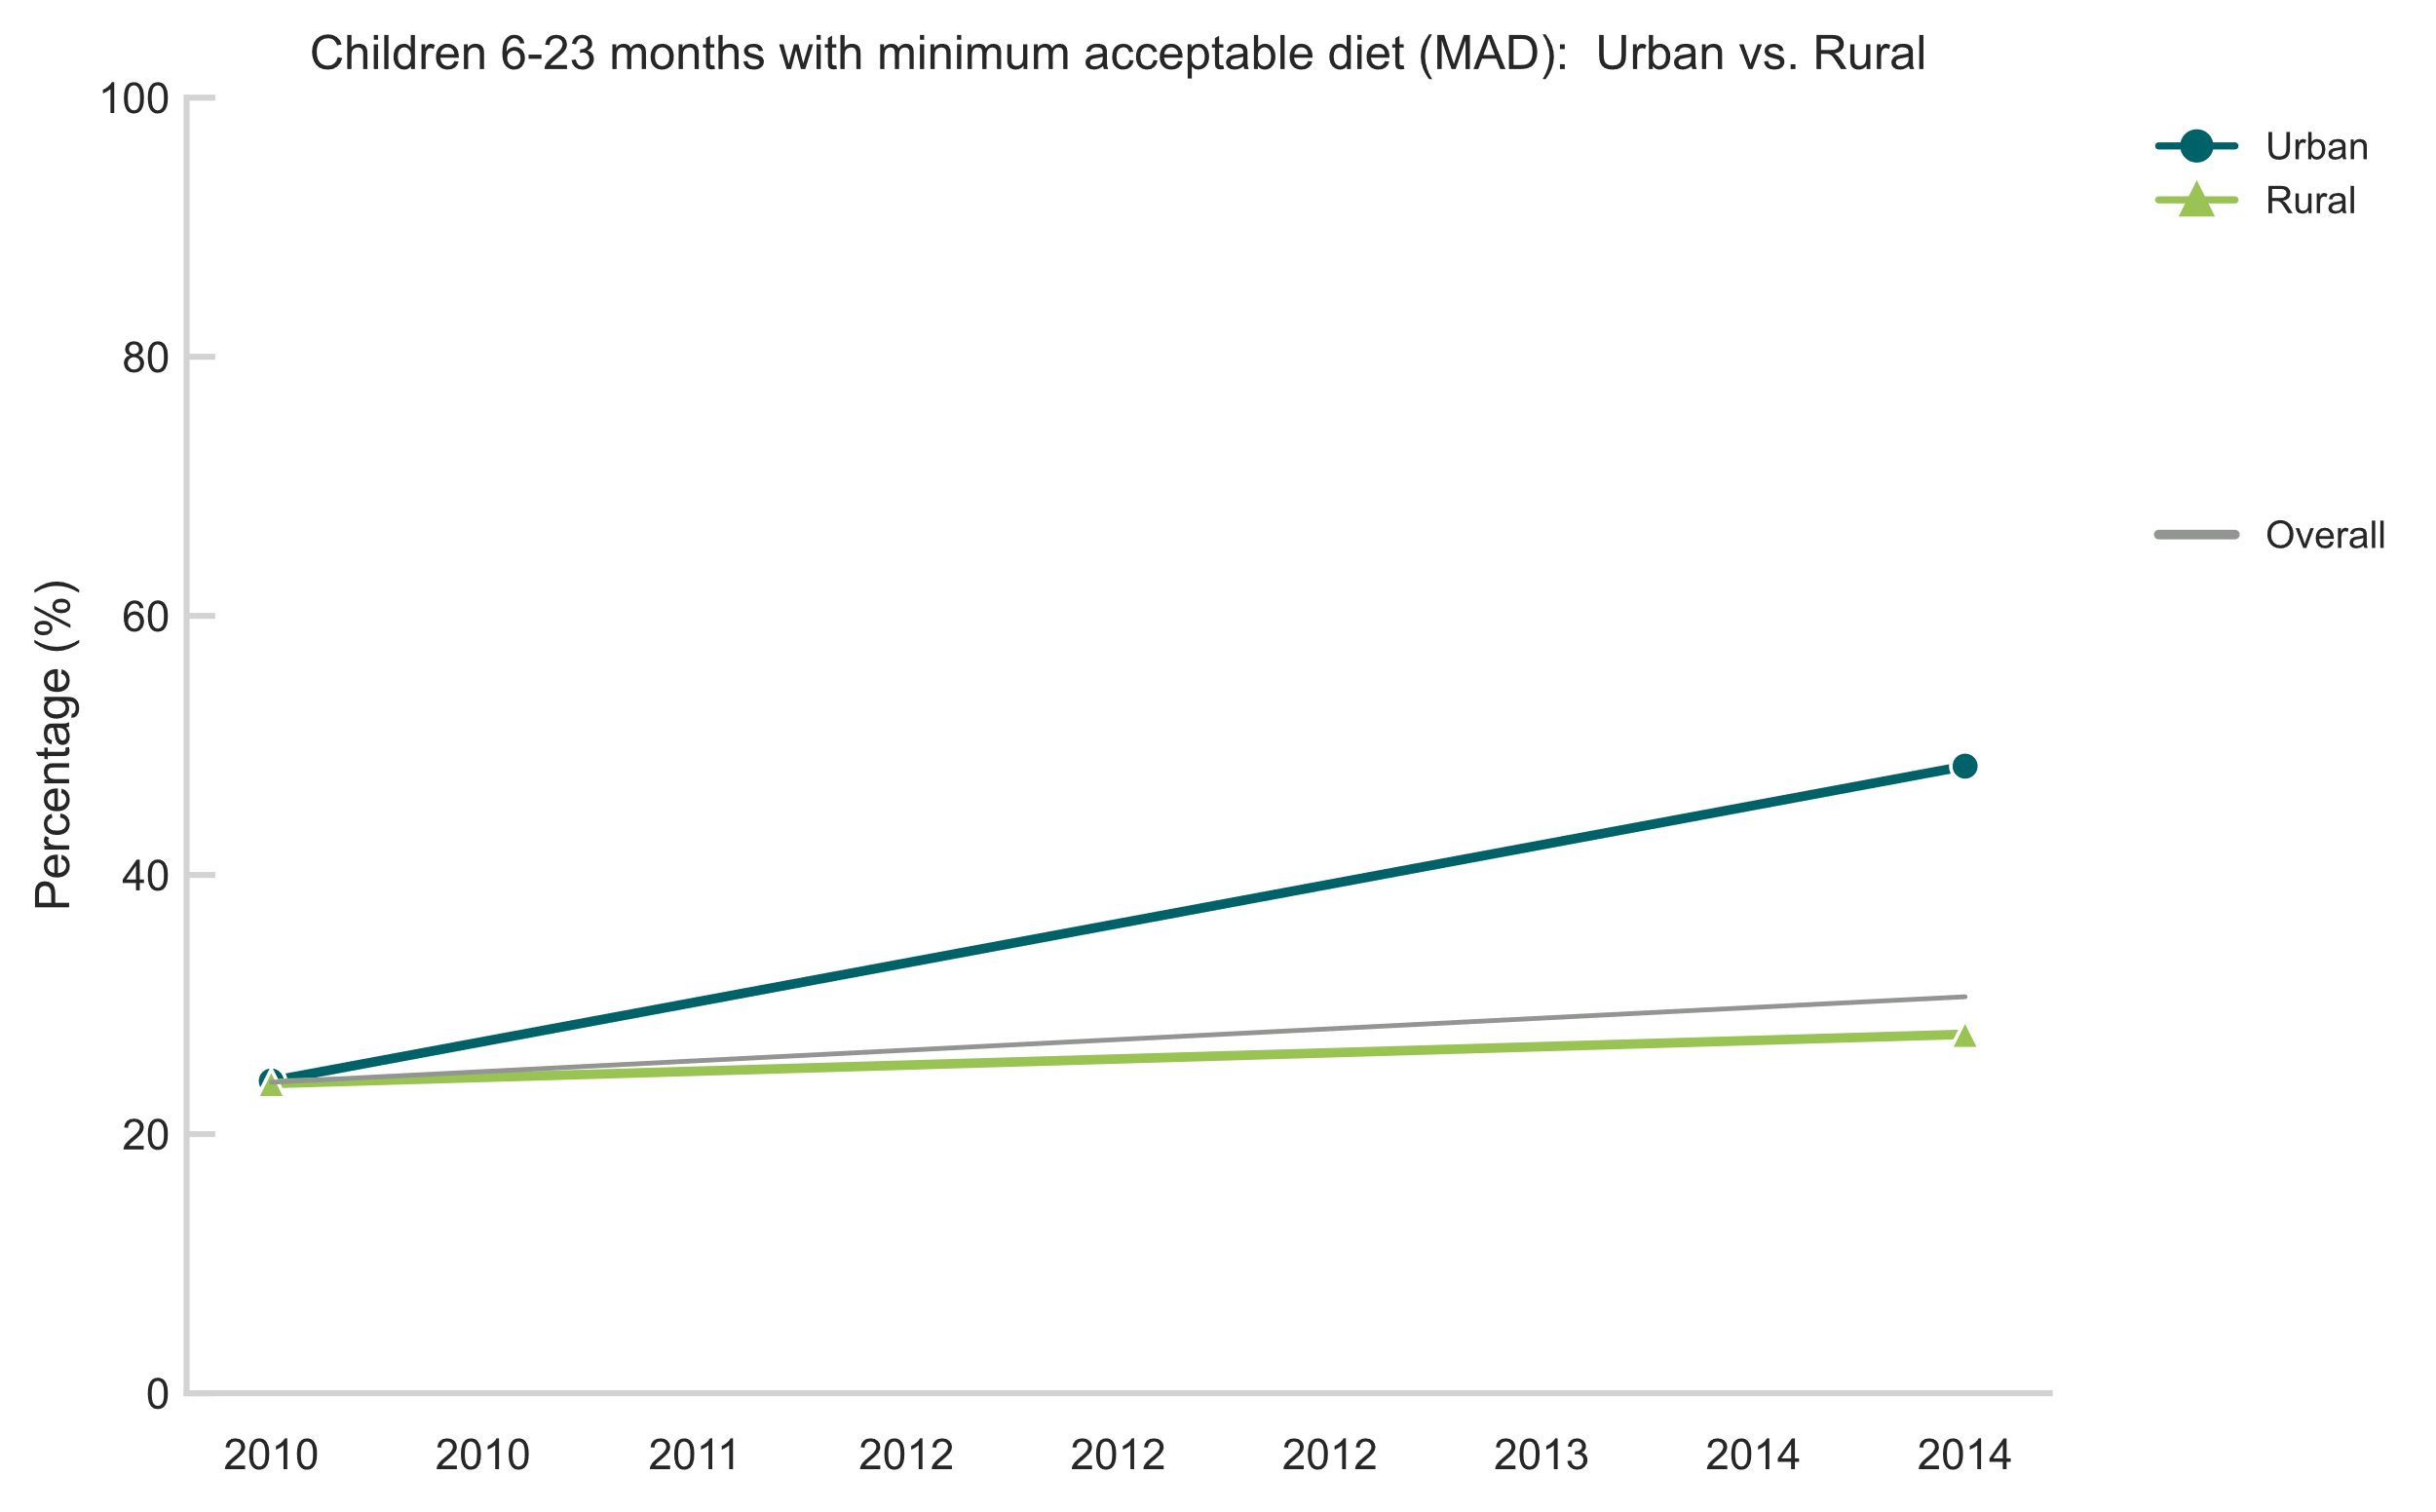 Children 6-23 months with minimum acceptable diet (MAD):  Urban vs. Rural
100
80
60
40
20
0
Percentage (%)
2010 2010 2011 2012 2012 2012 2013 2014 2014
Urban
Rural
Overall